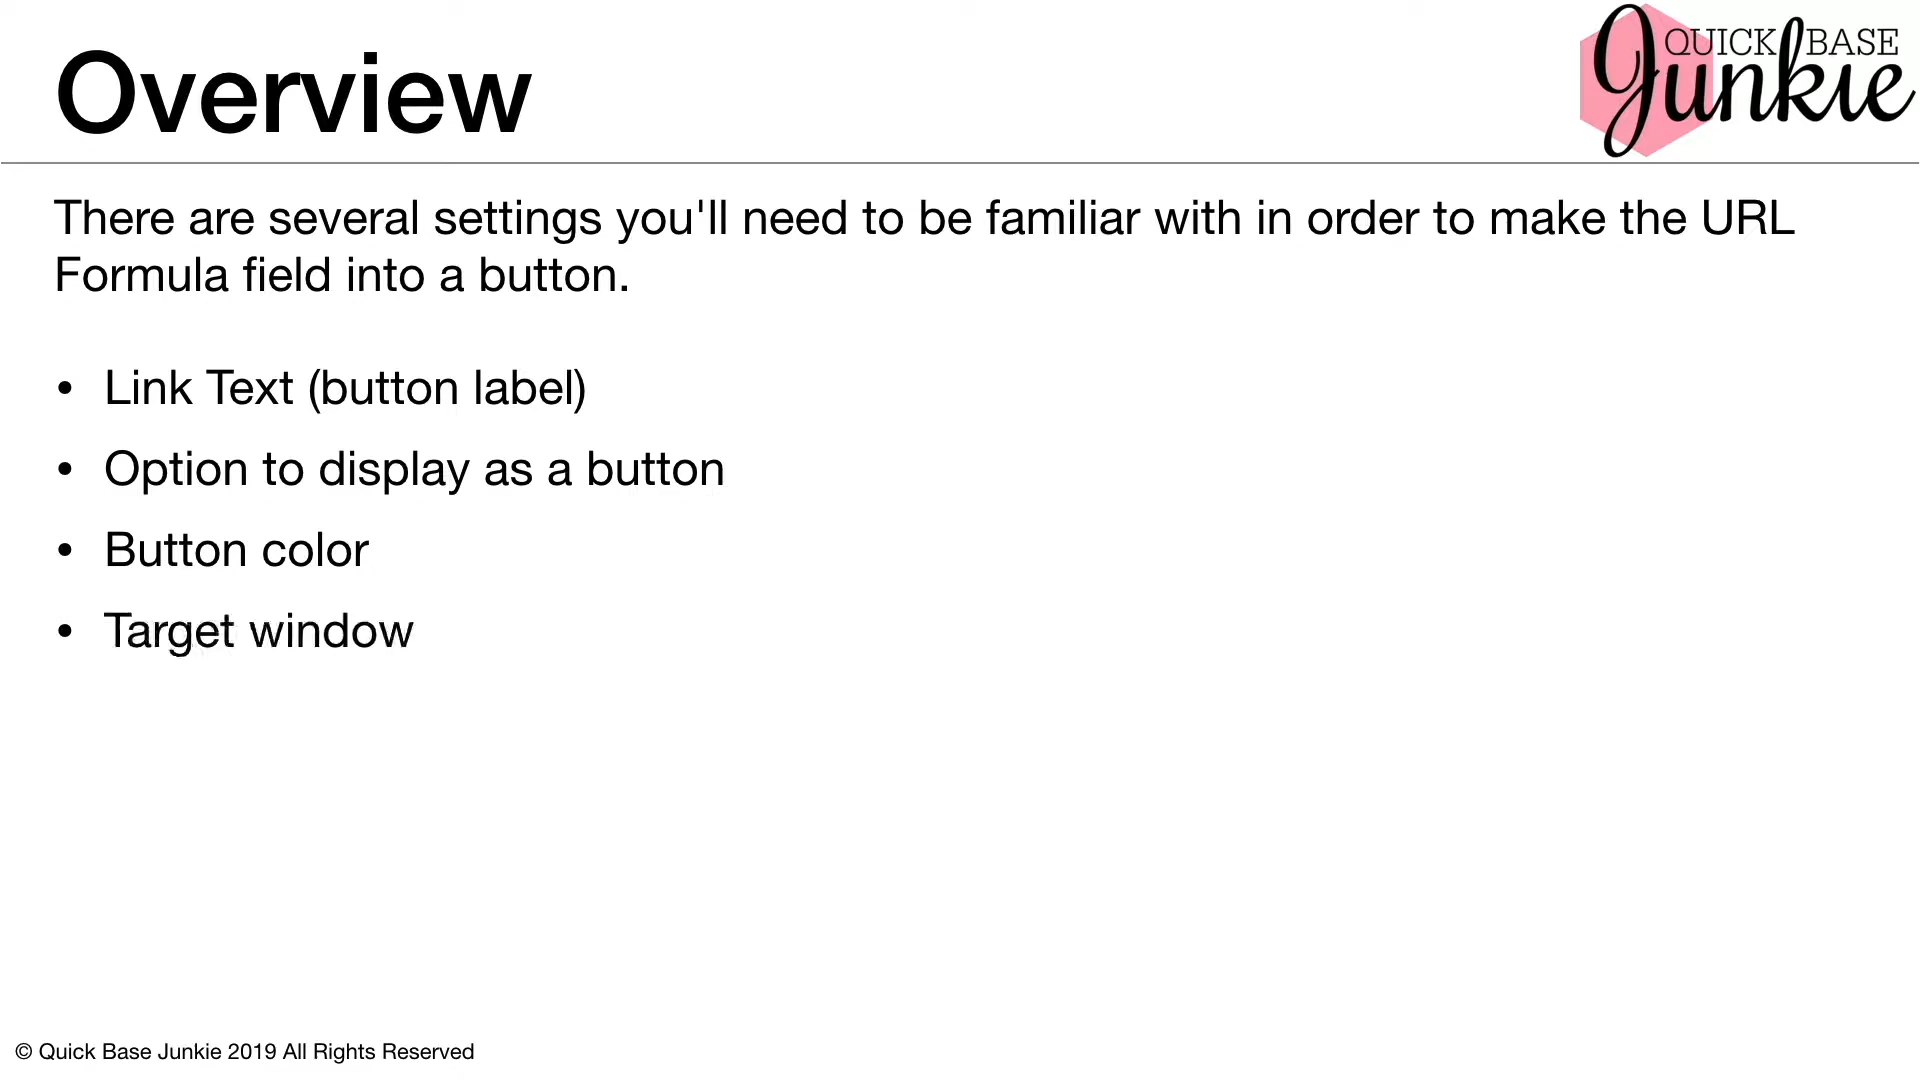 Overview
QUICK BASE
Junkie
There are several settings you'll need to be familiar with in order to make the URL
Formula field into a button.
• Link Text (button label)
• Option to display as a button
• Button color
• Target window
© Quick Base Junkie 2019 All Rights Reserved